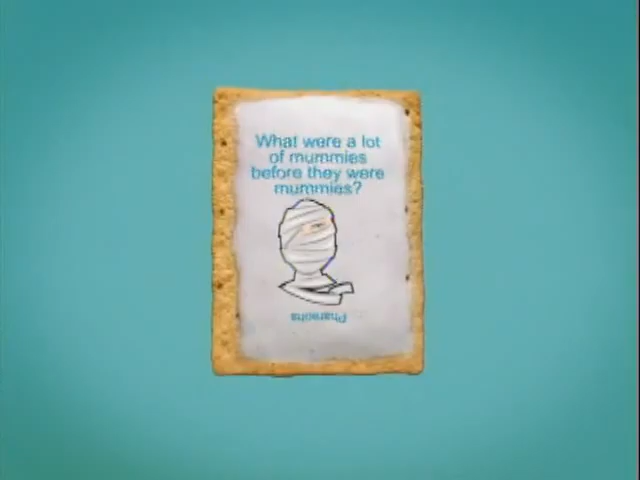 What were a lot
of mummies
before they were
mummies?
Pharaohs